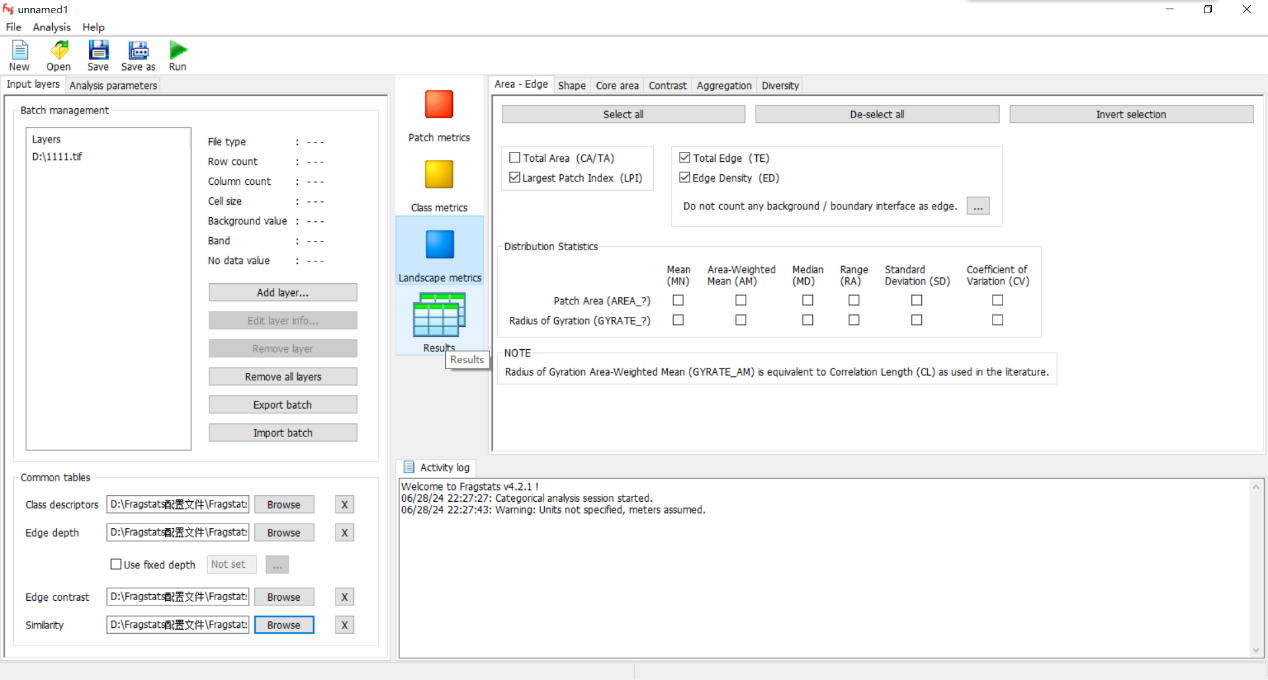 unnamed1
File Analysis Help
New Open Save Save as Run
Input layers Analysis parameters
Batch management
Layers
D:\1111.tif
File type : ---
Row count : ---
Column count : ---
Cell size : ---
Background value : ---
Band : ---
No data value : ---
Add layer...
Edit layer info...
Remove layer
Remove all layers
Export batch
Import batch
Common tables
Class descriptors D:\Fragstats配置文件\Fragstats Browse X
Edge depth D:\Fragstats配置文件\Fragstats Browse X
Use fixed depth Not set ...
Edge contrast D:\Fragstats配置文件\Fragstats Browse X
Similarity D:\Fragstats配置文件\Fragstats Browse X
Patch metrics
Class metrics
Landscape metrics
Results
Results
Area - Edge Shape Core area Contrast Aggregation Diversity
Select all De-select all Invert selection
Total Area (CA/TA)
Largest Patch Index (LPI)
Total Edge (TE)
Edge Density (ED)
Do not count any background / boundary interface as edge. ...
Distribution Statistics
Mean (MN) Area-Weighted Mean (AM) Median (MD) Range (RA) Standard Deviation (SD) Coefficient of Variation (CV)
Patch Area (AREA_?)
Radius of Gyration (GYRATE_?)
NOTE
Radius of Gyration Area-Weighted Mean (GYRATE_AM) is equivalent to Correlation Length (CL) as used in the literature.
Activity log
Welcome to Fragstats v4.2.1 !
06/28/24 22:27:27: Categorical analysis session started.
06/28/24 22:27:43: Warning: Units not specified, meters assumed.